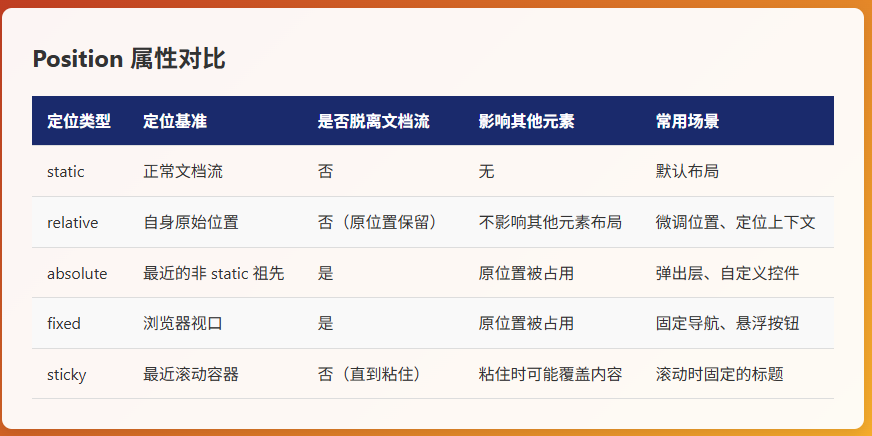 Position 属性对比
定位类型 定位基准 是否脱离文档流 影响其他元素 常用场景
static 正常文档流 否 无 默认布局
relative 自身原始位置 否（原位置保留） 不影响其他元素布局 微调位置、定位上下文
absolute 最近的非 static 祖先 是 原位置被占用 弹出层、自定义控件
fixed 浏览器视口 是 原位置被占用 固定导航、悬浮按钮
sticky 最近滚动容器 否（直到粘住） 粘住时可能覆盖内容 滚动时固定的标题